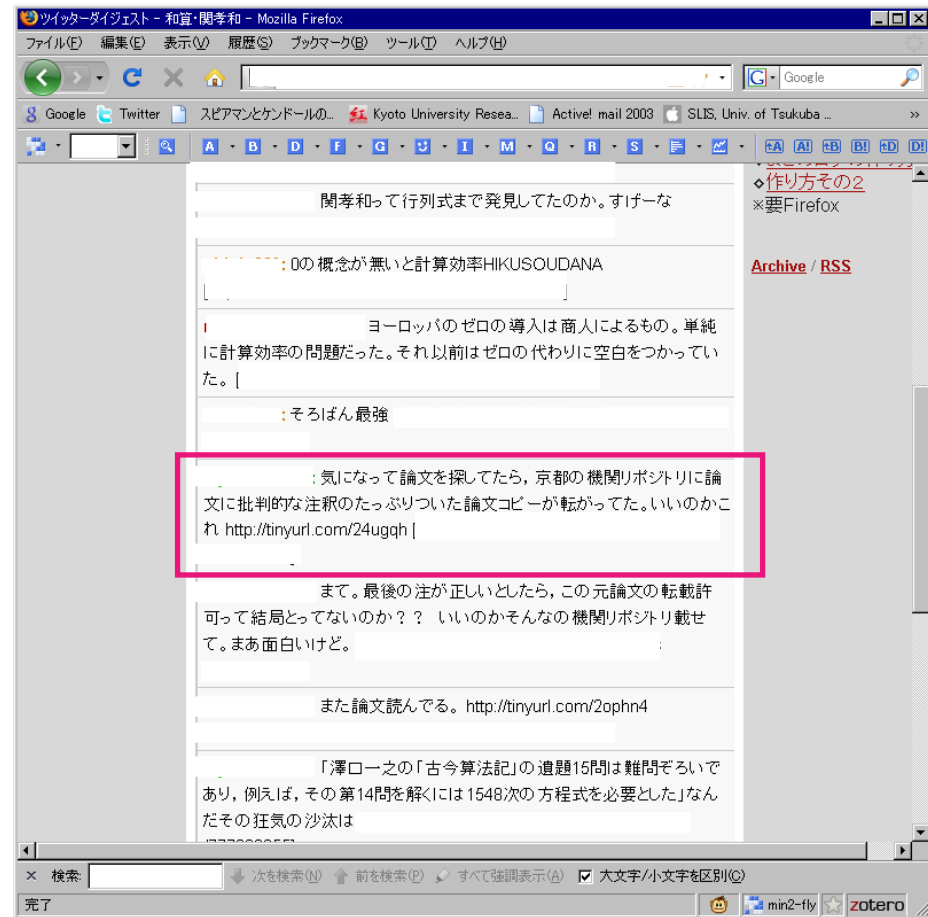 ツイッターダイジェスト - 和算・関孝和 - Mozilla Firefox
ファイル(F) 編集(E) 表示(V) 履歴(S) ブックマーク(B) ツール(T) ヘルプ(H)
G Google
Google Twitter スピアマンとケンドールの... Kyoto University Resea... Active! mail 2003 SLIS, Univ. of Tsukuba ... »
A B D F G I M Q R S tA A! tB B! tD D!
◇作り方その2
※要Firefox
Archive / RSS
関孝和って行列式まで発見してたのか。すげーな
: 0の概念が無いと計算効率HIKUSOUDANA
[ ]
ヨーロッパのゼロの導入は商人によるもの。単純
に計算効率の問題だった。それ以前はゼロの代わりに空白をつかってい
た。 [
: そろばん最強
: 気になって論文を探してたら，京都の機関リポジトリに論
文に批判的な注釈のたっぷりついた論文コピーが転がってた。いいのかこ
れ http://tinyurl.com/24ugqh [
まて。最後の注が正しいとしたら，この元論文の転載許
可って結局とってないのか？？ いいのかそんなの機関リポジトリ載せ
て。まあ面白いけど。
また論文読んでる。 http://tinyurl.com/2ophn4
「澤口一之の「古今算法記」の遺題15問は難問ぞろいで
あり，例えば，その第14問を解くには1548次の方程式を必要とした」なん
だその狂気の沙汰は
× 検索: 次を検索(N) 前を検索(P) すべて強調表示(A) 大文字/小文字を区別(C)
完了 min2-fly zotero